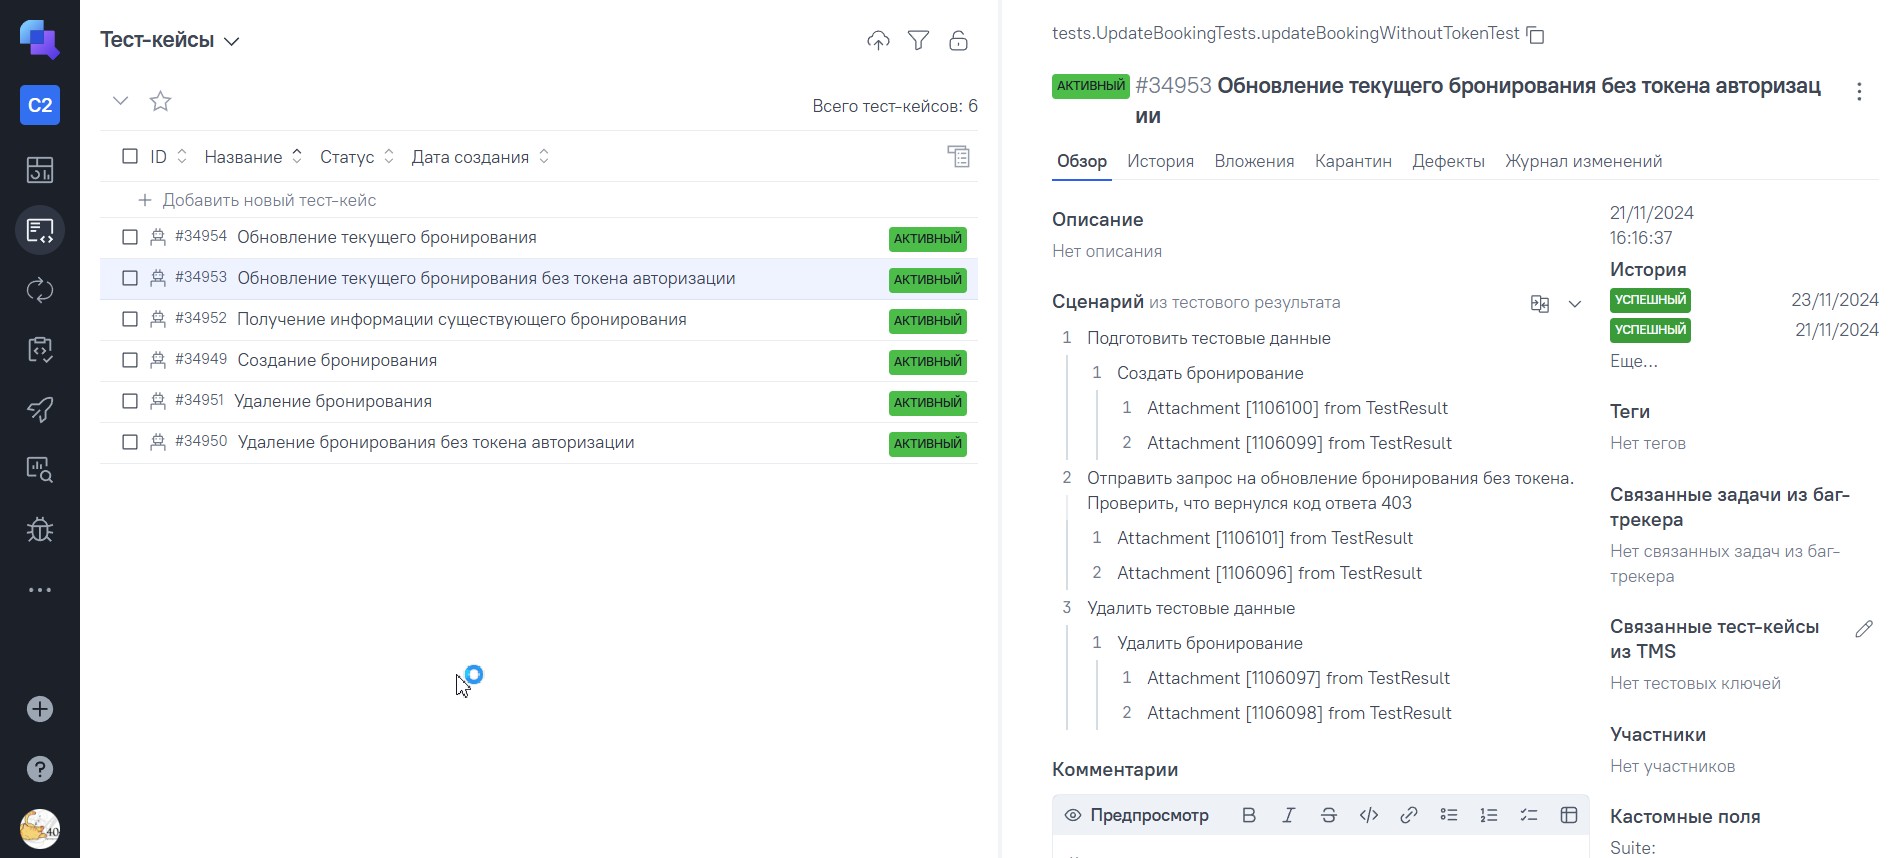 Тест-кейсы
С2
Всего тест-кейсов: 6
ID Название Статус Дата создания
Добавить новый тест-кейс
#34954 Обновление текущего бронирования АКТИВНЫЙ
#34953 Обновление текущего бронирования без токена авторизации АКТИВНЫЙ
#34952 Получение информации существующего бронирования АКТИВНЫЙ
#34949 Создание бронирования АКТИВНЫЙ
#34951 Удаление бронирования АКТИВНЫЙ
#34950 Удаление бронирования без токена авторизации АКТИВНЫЙ
40
tests.UpdateBookingTests.updateBookingWithoutTokenTest
АКТИВНЫЙ #34953 Обновление текущего бронирования без токена авторизац
ии
Обзор История Вложения Карантин Дефекты Журнал изменений
Описание
Нет описания
Сценарий из тестового результата
1 Подготовить тестовые данные
1 Создать бронирование
1 Attachment [1106100] from TestResult
2 Attachment [1106099] from TestResult
2 Отправить запрос на обновление бронирования без токена.
Проверить, что вернулся код ответа 403
1 Attachment [1106101] from TestResult
2 Attachment [1106096] from TestResult
3 Удалить тестовые данные
1 Удалить бронирование
1 Attachment [1106097] from TestResult
2 Attachment [1106098] from TestResult
Комментарии
Предпросмотр
21/11/2024
16:16:37
История
УСПЕШНЫЙ 23/11/2024
УСПЕШНЫЙ 21/11/2024
Еще...
Теги
Нет тегов
Связанные задачи из баг-
трекера
Нет связанных задач из баг-
трекера
Связанные тест-кейсы
из TMS
Нет тестовых ключей
Участники
Нет участников
Кастомные поля
Suite: